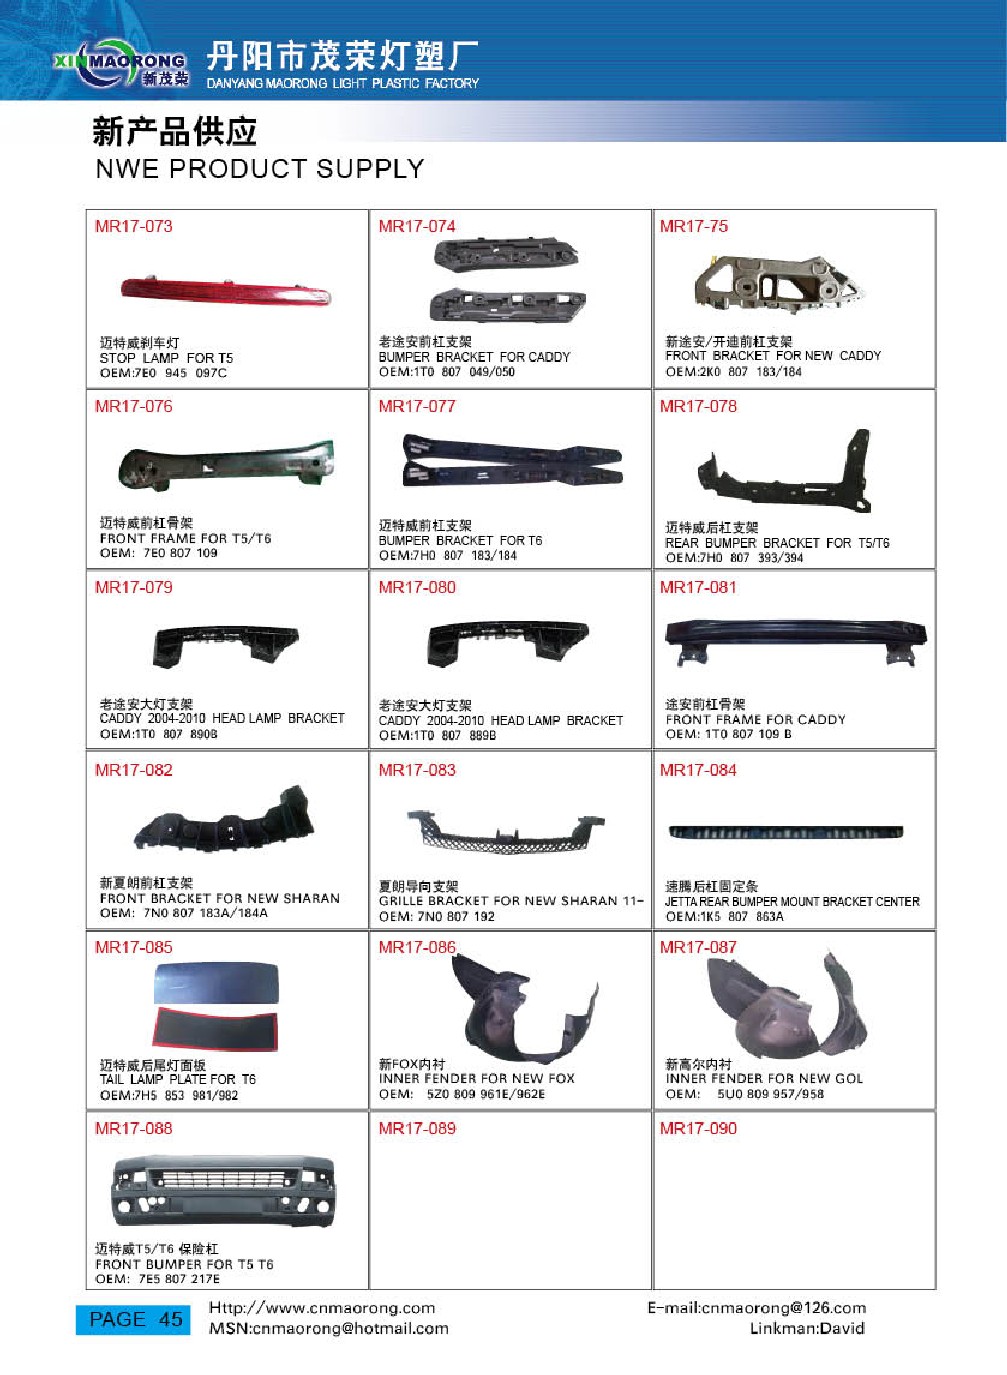 XINMAORONG
新茂荣
丹阳市茂荣灯塑厂
DANYANG MAORONG LIGHT PLASTIC FACTORY
新产品供应
NWE PRODUCT SUPPLY
MR17-073
迈特威刹车灯
STOP LAMP FOR T5
OEM:7E0 945 097C
MR17-074
老途安前杠支架
BUMPER BRACKET FOR CADDY
OEM:1T0 807 049/050
MR17-75
新途安/开迪前杠支架
FRONT BRACKET FOR NEW CADDY
OEM:2K0 807 183/184
MR17-076
迈特威前杠骨架
FRONT FRAME FOR T5/T6
OEM: 7E0 807 109
MR17-077
迈特威前杠支架
BUMPER BRACKET FOR T6
OEM:7H0 807 183/184
MR17-078
迈特威后杠支架
REAR BUMPER BRACKET FOR T5/T6
OEM:7H0 807 393/394
MR17-079
老途安大灯支架
CADDY 2004-2010 HEAD LAMP BRACKET
OEM:1T0 807 890B
MR17-080
老途安大灯支架
CADDY 2004-2010 HEAD LAMP BRACKET
OEM:1T0 807 889B
MR17-081
途安前杠骨架
FRONT FRAME FOR CADDY
OEM: 1T0 807 109 B
MR17-082
新夏朗前杠支架
FRONT BRACKET FOR NEW SHARAN
OEM: 7N0 807 183A/184A
MR17-083
夏朗导向支架
GRILLE BRACKET FOR NEW SHARAN 11-
OEM: 7N0 807 192
MR17-084
速腾后杠固定条
JETTA REAR BUMPER MOUNT BRACKET CENTER
OEM:1K5 807 863A
MR17-085
迈特威后尾灯面板
TAIL LAMP PLATE FOR T6
OEM:7H5 853 981/982
MR17-086
新FOX内衬
INNER FENDER FOR NEW FOX
OEM: 5Z0 809 961E/962E
MR17-087
新高尔内衬
INNER FENDER FOR NEW GOL
OEM: 5U0 809 957/958
MR17-088
迈特威T5/T6 保险杠
FRONT BUMPER FOR T5 T6
OEM: 7E5 807 217E
MR17-089
MR17-090
PAGE 45
Http://www.cnmaorong.com
MSN:cnmaorong@hotmail.com
E-mail:cnmaorong@126.com
Linkman:David